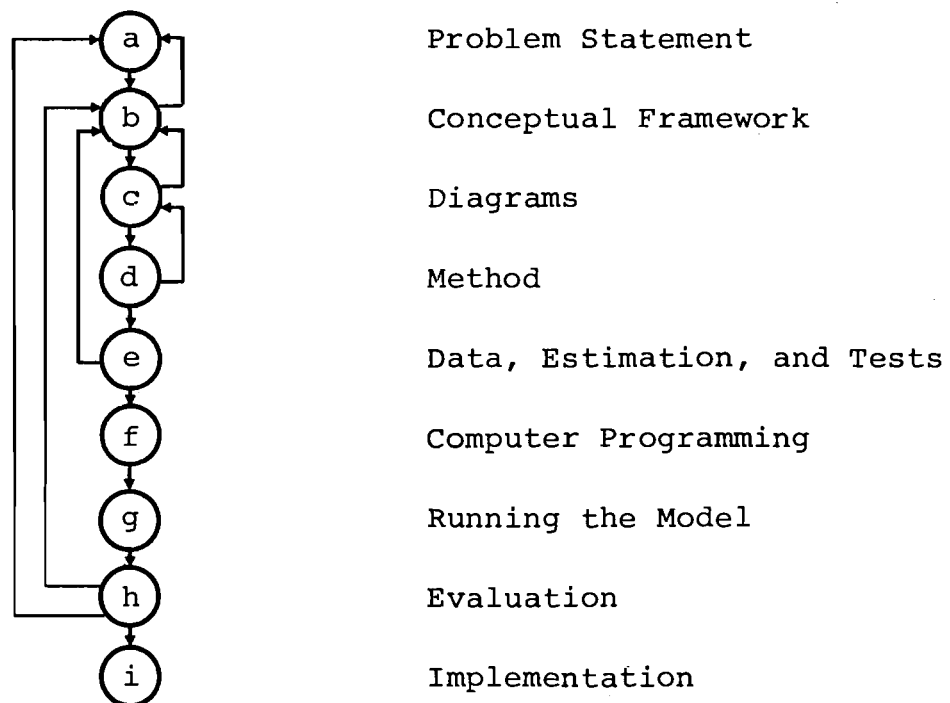 a Problem Statement
b Conceptual Framework
c Diagrams
d Method
e Data, Estimation, and Tests
f Computer Programming
g Running the Model
h Evaluation
i Implementation